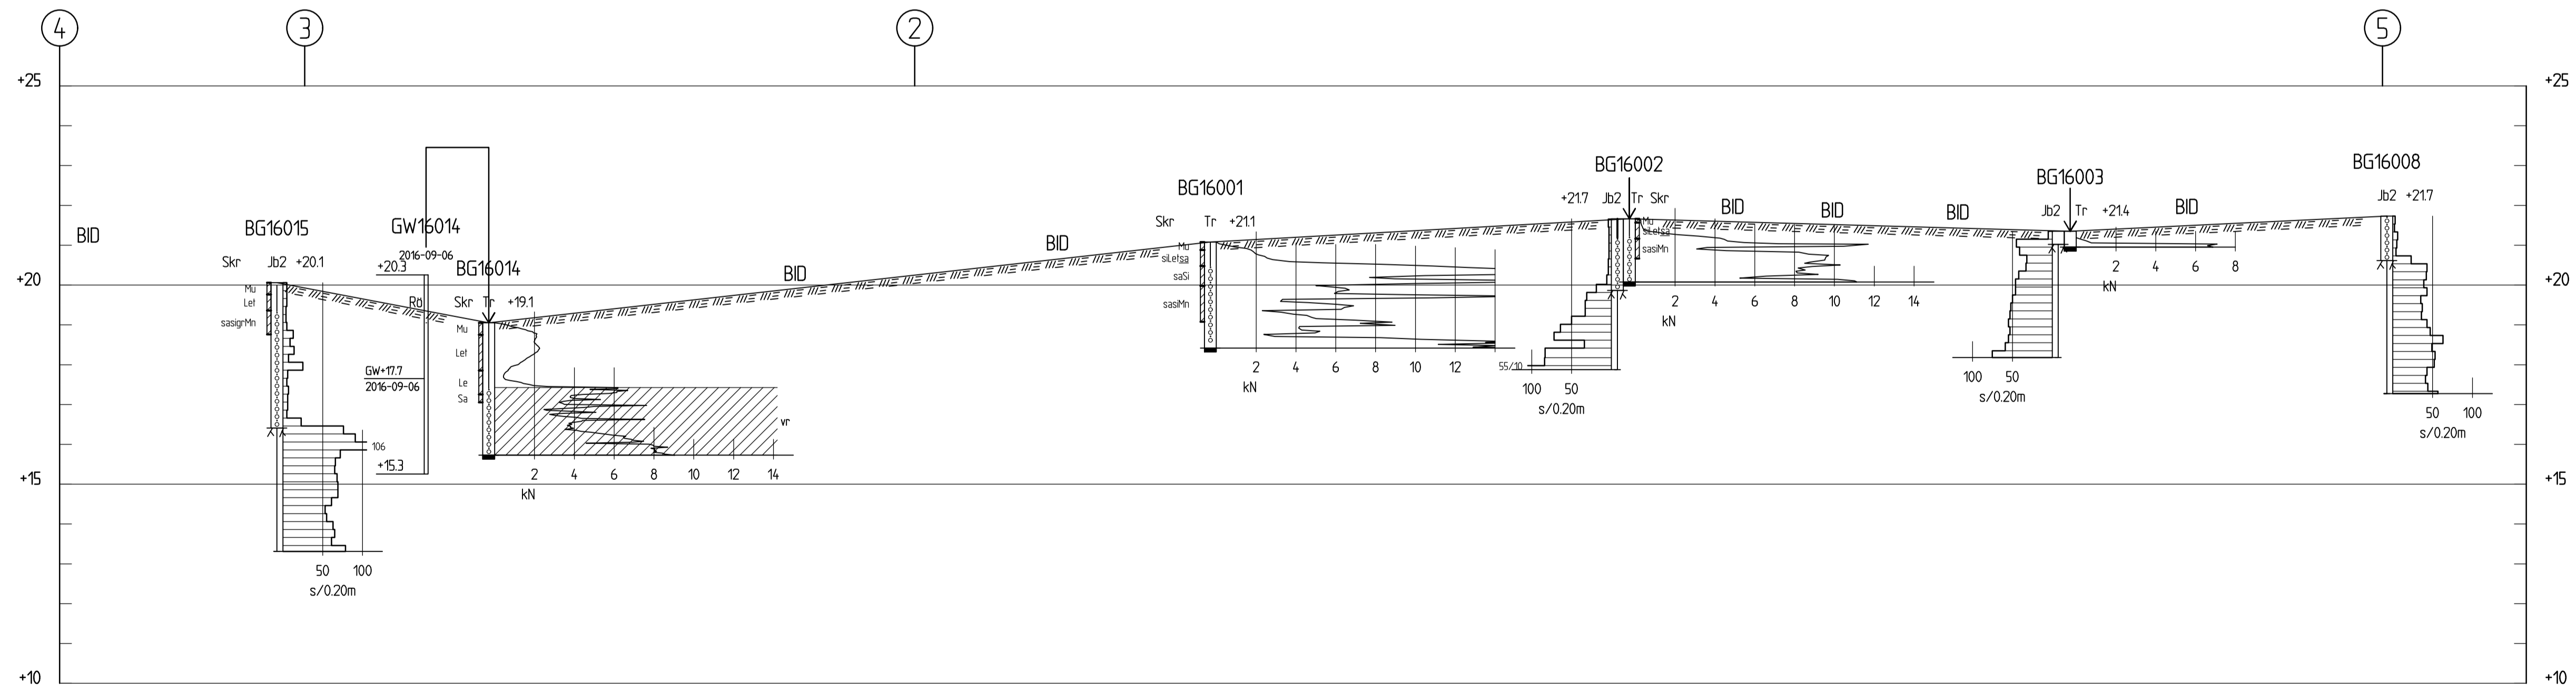 4
3
2
5
+25
+25
BG16002
BG16008
BG16003
BG16001
+21.7 Jb2 Tr Skr
Jb2 +21.7
BID
BID
BID
BID
Jb2 Tr +21.4
BG16015
GW16014
Skr Tr +21.1
BID
BID
2016-09-06
Skr Jb2 +20.1
+20.3
BG16014
BID
Mu
siLetsa
saSi
sasiMn
Mu
siLetsa
sasiMn
+20
+20
Mu
Let
sasigrMn
Rö
Skr Tr +19.1
Mu
Let
Le
Sa
2 4 6 8
kN
2 4 6 8 10 12 14
kN
2 4 6 8 10 12
kN
55/10
100 50
s/0.20m
100 50
s/0.20m
50 100
s/0.20m
GW+17.7
2016-09-06
vr
106
+15.3
2 4 6 8 10 12 14
kN
+15
+15
50 100
s/0.20m
+10
+10